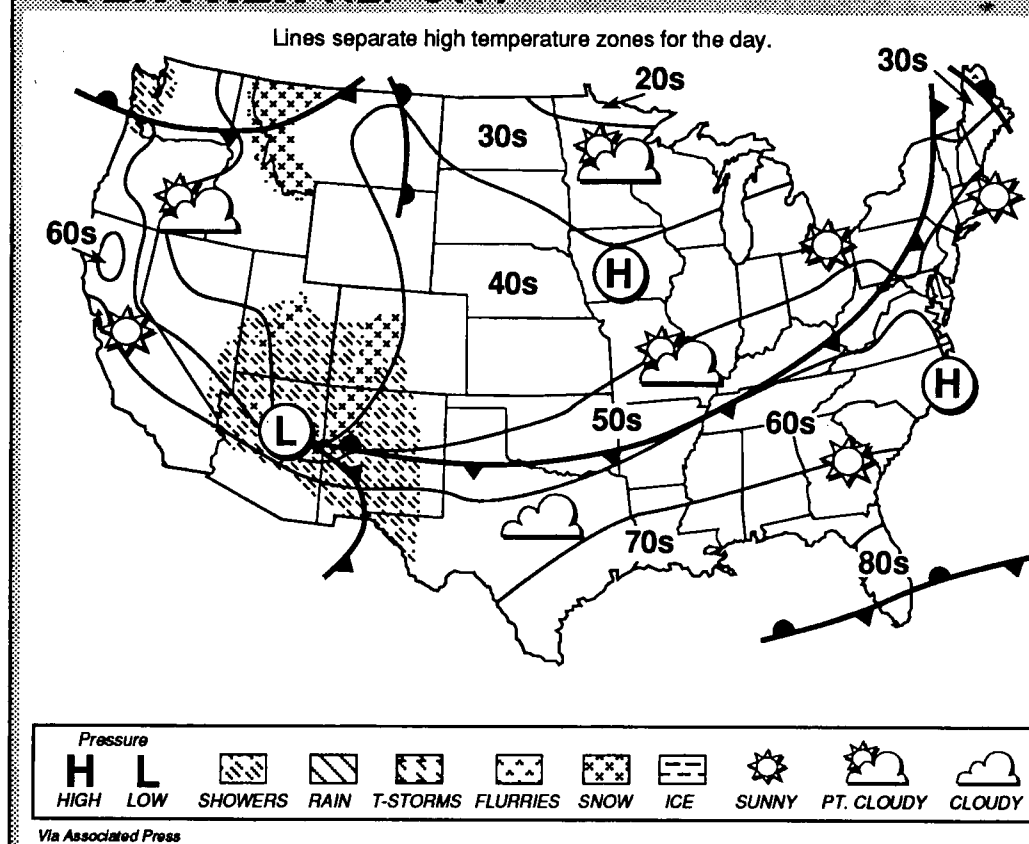 Lines separate high temperature zones for the day.
20s
30s
30s
60s
H
40s
50s
60s
H
L
70s
80s
Pressure
H L
HIGH LOW SHOWERS RAIN T-STORMS FLURRIES SNOW ICE SUNNY PT. CLOUDY CLOUDY
Via Associated Press